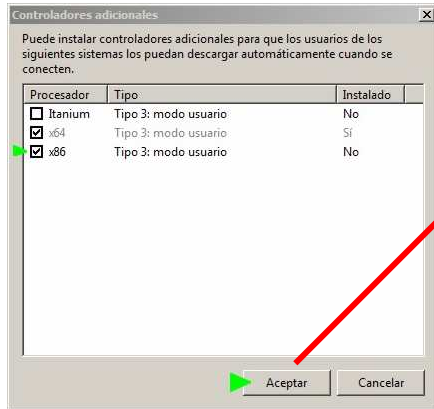 Controladores adicionales
Puede instalar controladores adicionales para que los usuarios de los
siguientes sistemas los puedan descargar automáticamente cuando se
conecten.
Procesador Tipo Instalado
Itanium Tipo 3: modo usuario No
x64 Tipo 3: modo usuario Sí
x86 Tipo 3: modo usuario No
Aceptar Cancelar